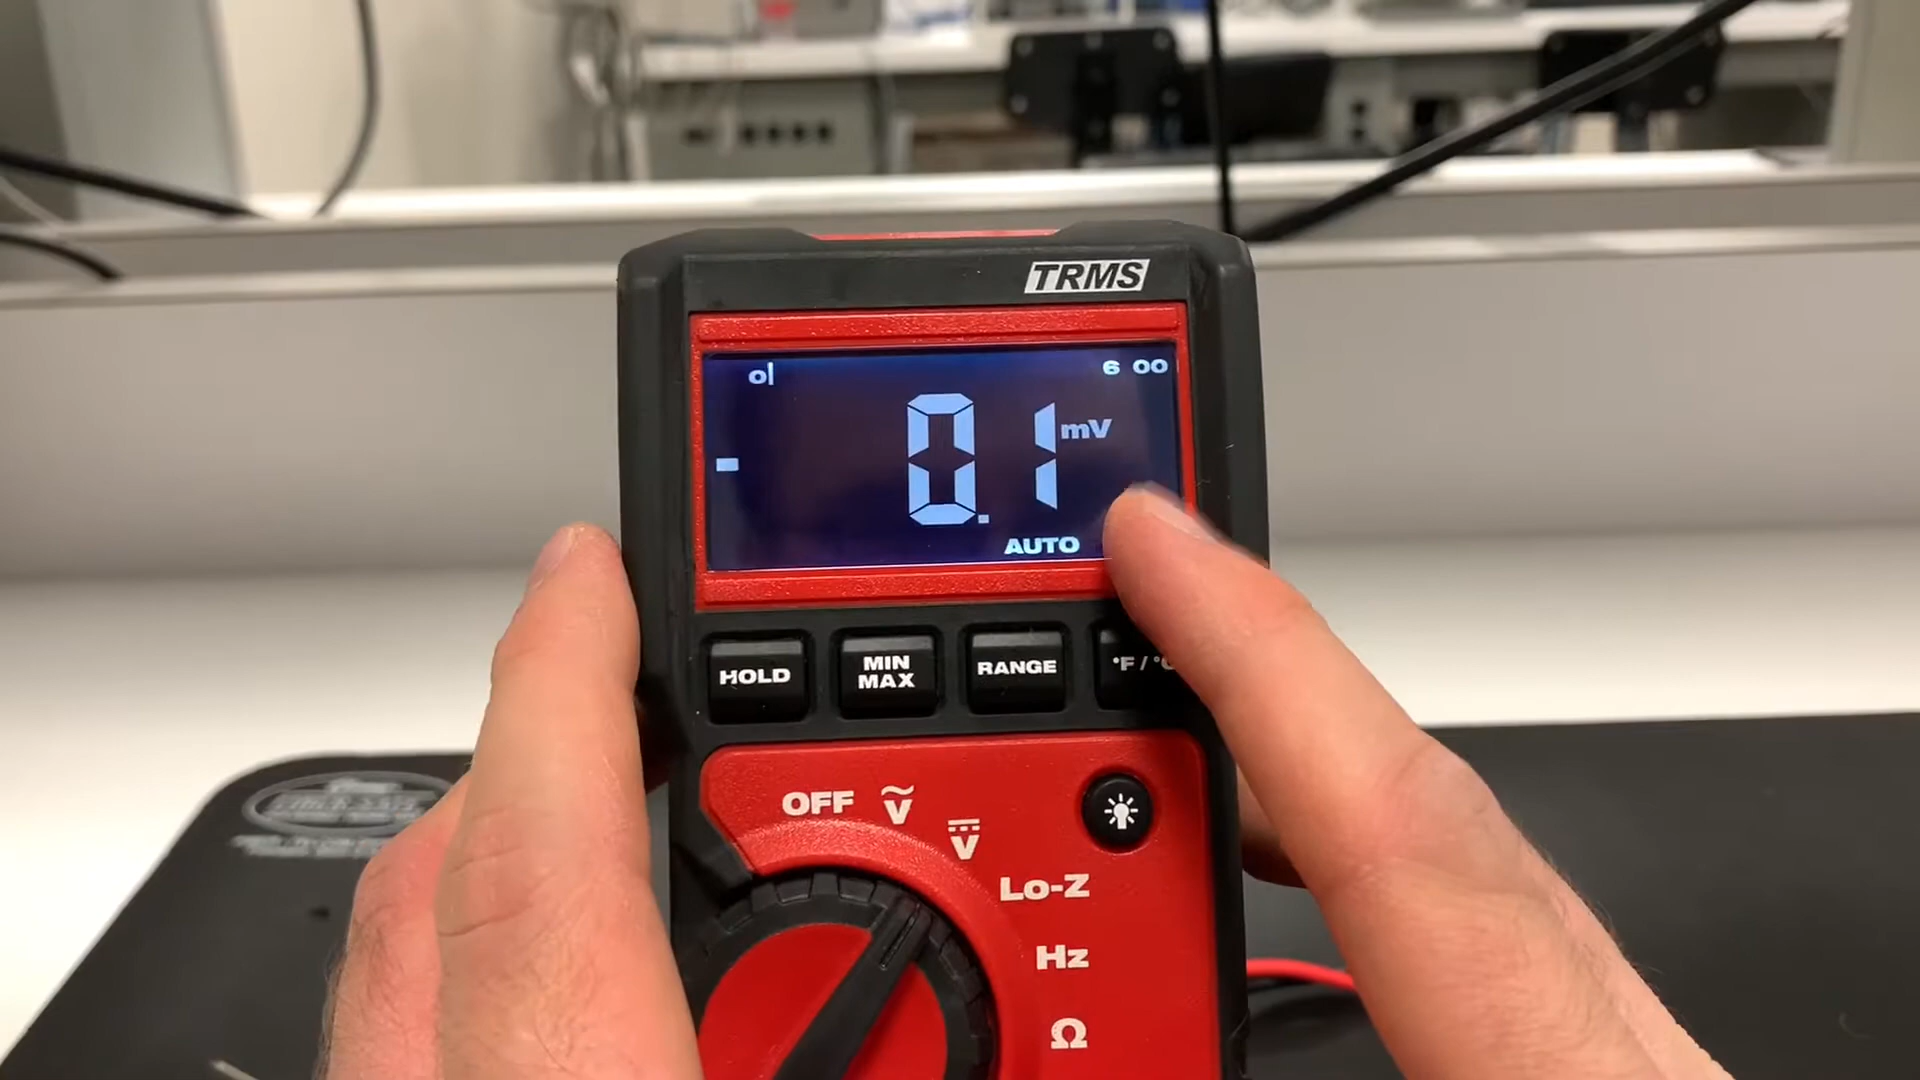 TRMS
6 00
- 0.1 mV
AUTO
HOLD
MIN
MAX
RANGE
°F / °C
OFF
V
V
Lo-Z
Hz
Ω